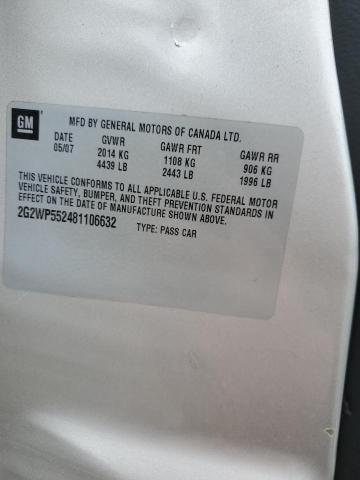 GM
MFD BY GENERAL MOTORS OF CANADA LTD.
DATE GVWR GAWR FRT GAWR RR
05/07 2014 KG 1108 KG 906 KG
4439 LB 2443 LB 1996 LB
THIS VEHICLE CONFORMS TO ALL APPLICABLE U.S. FEDERAL MOTOR
VEHICLE SAFETY, BUMPER, AND THEFT PREVENTION STANDARDS IN
EFFECT ON THE DATE OF MANUFACTURE SHOWN ABOVE.
2G2WP552481106632 TYPE: PASS CAR